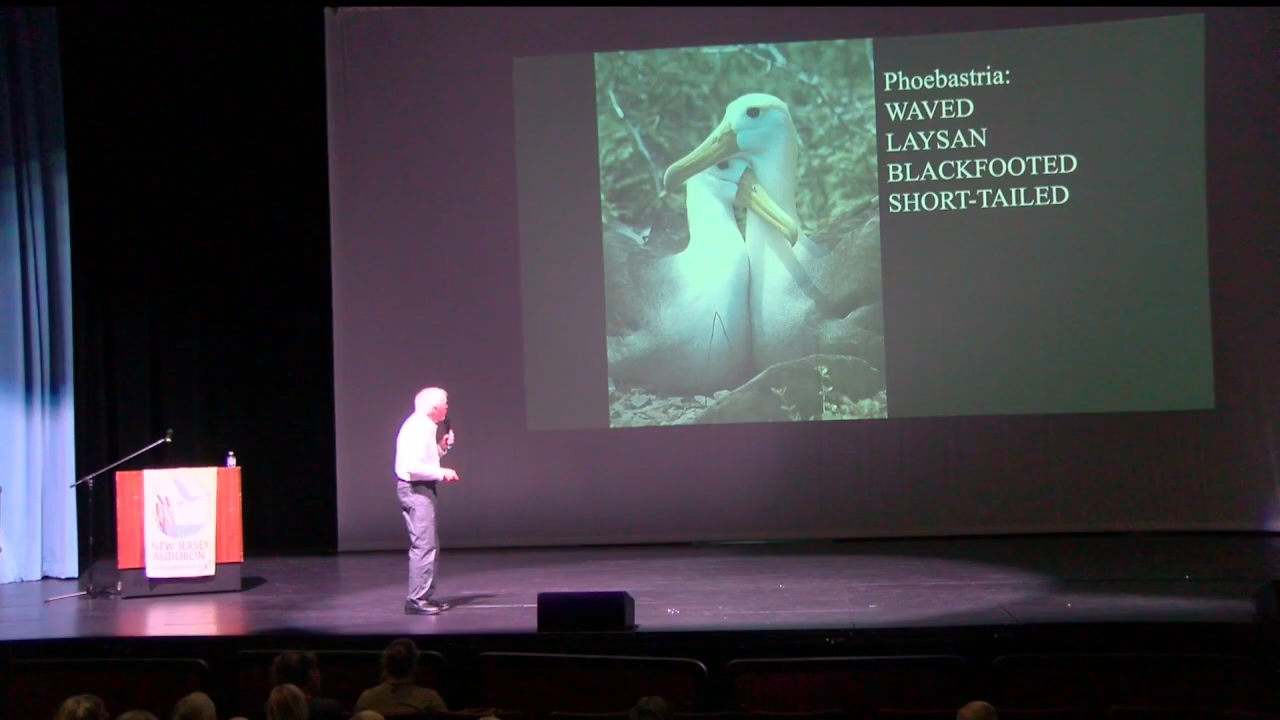 Phoebastria:
WAVED
LAYSAN
BLACKFOOTED
SHORT-TAILED
NEW JERSEY
AUDUBON